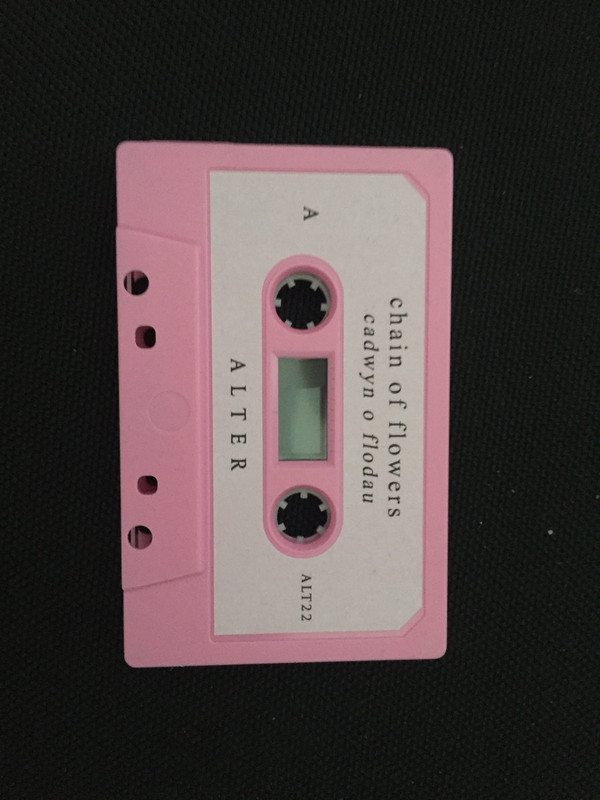 chain of flowers
cadwyn o flodau
A
ALT22
ALTER